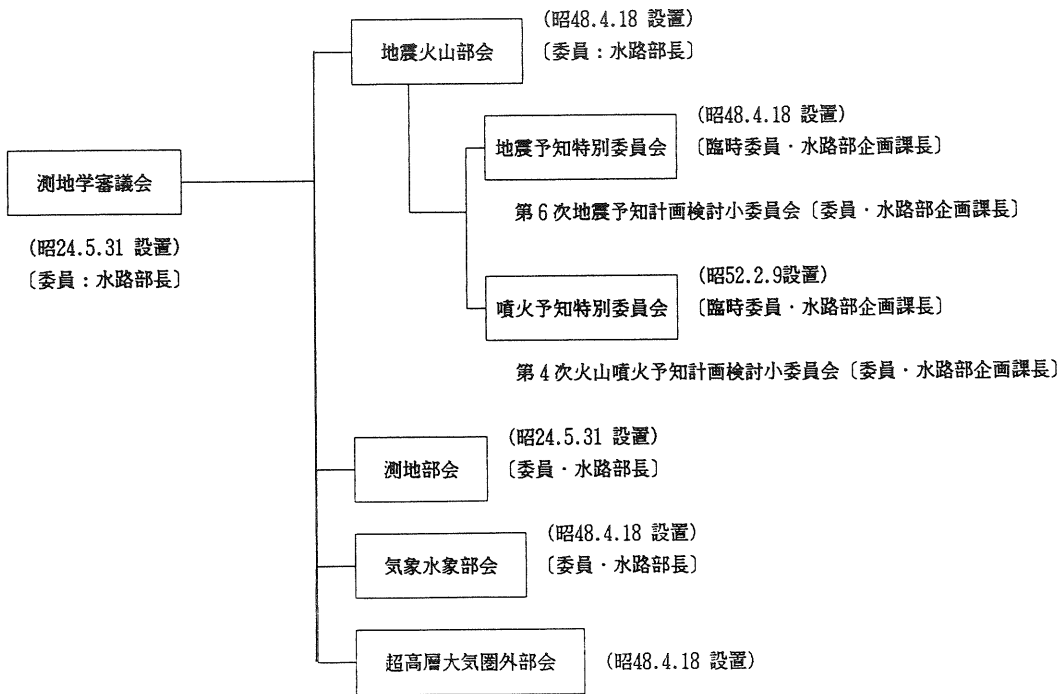 (昭48.4.18 設置)
地震火山部会
〔委員：水路部長〕
(昭48.4.18 設置)
地震予知特別委員会
〔臨時委員・水路部企画課長〕
測地学審議会
第6次地震予知計画検討小委員会〔委員・水路部企画課長〕
(昭24.5.31 設置)
〔委員：水路部長〕
(昭52.2.9設置)
噴火予知特別委員会
〔臨時委員・水路部企画課長〕
第4次火山噴火予知計画検討小委員会〔委員・水路部企画課長〕
(昭24.5.31 設置)
測地部会
〔委員・水路部長〕
(昭48.4.18 設置)
気象水象部会
〔委員・水路部長〕
超高層大気圏外部会
(昭48.4.18 設置)